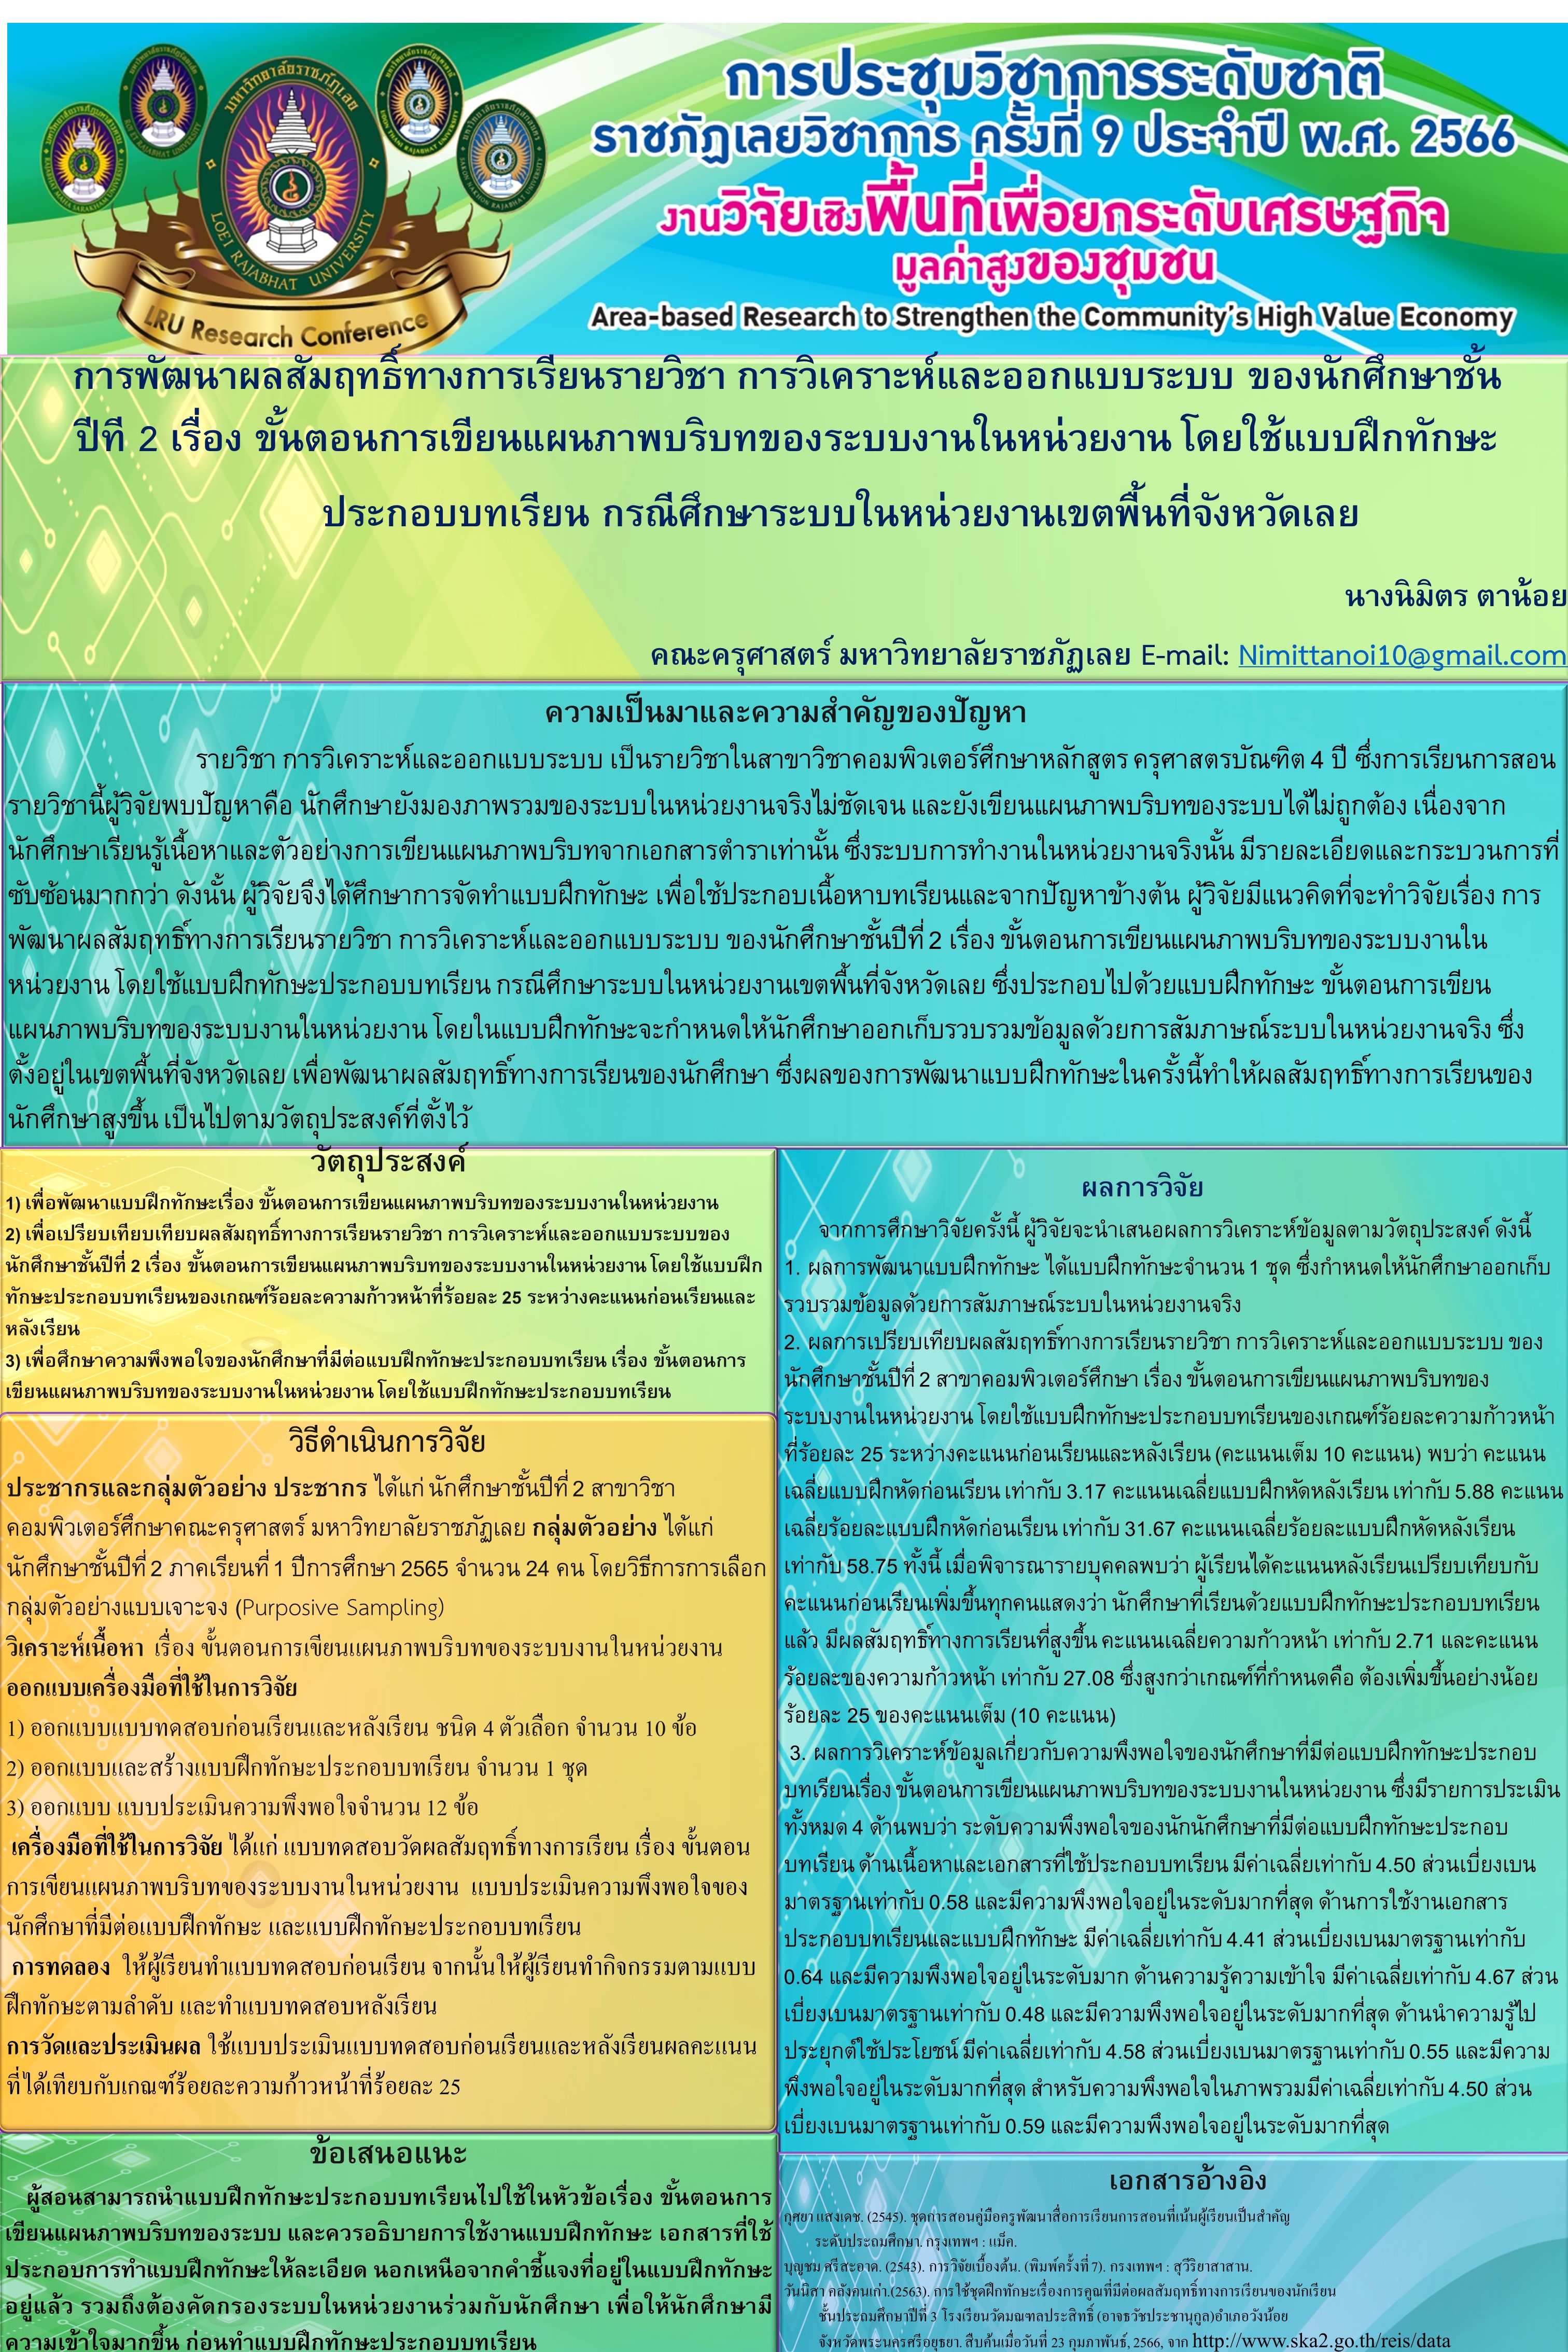 มหาวิทยาลัยราชภัฏเลย
LOEI RAJABHAT UNIVERSITY
LRU Research Conference
การประชุมวิชาการระดับชาติ
ราชภัฏเลยวิชาการ ครั้งที่ 9 ประจำปี พ.ศ. 2566
งานวิจัยเชิงพื้นที่เพื่อยกระดับเศรษฐกิจ
มูลค่าสูงของชุมชน
Area-based Research to Strengthen the Community's High Value Economy
การพัฒนาผลสัมฤทธิ์ทางการเรียนรายวิชา การวิเคราะห์และออกแบบระบบ ของนักศึกษาชั้น
ปีที 2 เรื่อง ขั้นตอนการเขียนแผนภาพบริบทของระบบงานในหน่วยงาน โดยใช้แบบฝึกทักษะ
ประกอบบทเรียน กรณีศึกษาระบบในหน่วยงานเขตพื้นที่จังหวัดเลย
นางนิมิตร ตาน้อย
คณะครุศาสตร์ มหาวิทยาลัยราชภัฏเลย E-mail: Nimittanoi10@gmail.com
ความเป็นมาและความสำคัญของปัญหา
รายวิชา การวิเคราะห์และออกแบบระบบ เป็นรายวิชาในสาขาวิชาคอมพิวเตอร์ศึกษาหลักสูตร ครุศาสตรบัณฑิต 4 ปี ซึ่งการเรียนการสอน
รายวิชานี้ผู้วิจัยพบปัญหาคือ นักศึกษายังมองภาพรวมของระบบในหน่วยงานจริงไม่ชัดเจน และยังเขียนแผนภาพบริบทของระบบได้ไม่ถูกต้อง เนื่องจาก
นักศึกษาเรียนรู้เนื้อหาและตัวอย่างการเขียนแผนภาพบริบทจากเอกสารตำราเท่านั้น ซึ่งระบบการทำงานในหน่วยงานจริงนั้น มีรายละเอียดและกระบวนการที่
ซับซ้อนมากกว่า ดังนั้น ผู้วิจัยจึงได้ศึกษาการจัดทำแบบฝึกทักษะ เพื่อใช้ประกอบเนื้อหาบทเรียนและจากปัญหาข้างต้น ผู้วิจัยมีแนวคิดที่จะทำวิจัยเรื่อง การ
พัฒนาผลสัมฤทธิ์ทางการเรียนรายวิชา การวิเคราะห์และออกแบบระบบ ของนักศึกษาชั้นปีที่ 2 เรื่อง ขั้นตอนการเขียนแผนภาพบริบทของระบบงานใน
หน่วยงาน โดยใช้แบบฝึกทักษะประกอบบทเรียน กรณีศึกษาระบบในหน่วยงานเขตพื้นที่จังหวัดเลย ซึ่งประกอบไปด้วยแบบฝึกทักษะ ขั้นตอนการเขียน
แผนภาพบริบทของระบบงานในหน่วยงาน โดยในแบบฝึกทักษะจะกำหนดให้นักศึกษาออกเก็บรวบรวมข้อมูลด้วยการสัมภาษณ์ระบบในหน่วยงานจริง ซึ่ง
ตั้งอยู่ในเขตพื้นที่จังหวัดเลย เพื่อพัฒนาผลสัมฤทธิ์ทางการเรียนของนักศึกษา ซึ่งผลของการพัฒนาแบบฝึกทักษะในครั้งนี้ทำให้ผลสัมฤทธิ์ทางการเรียนของ
นักศึกษาสูงขึ้น เป็นไปตามวัตถุประสงค์ที่ตั้งไว้
วัตถุประสงค์
1) เพื่อพัฒนาแบบฝึกทักษะเรื่อง ขั้นตอนการเขียนแผนภาพบริบทของระบบงานในหน่วยงาน
2) เพื่อเปรียบเทียบเทียบผลสัมฤทธิ์ทางการเรียนรายวิชา การวิเคราะห์และออกแบบระบบของ
นักศึกษาชั้นปีที่ 2 เรื่อง ขั้นตอนการเขียนแผนภาพบริบทของระบบงานในหน่วยงาน โดยใช้แบบฝึก
ทักษะประกอบบทเรียนของเกณฑ์ร้อยละความก้าวหน้าที่ร้อยละ 25 ระหว่างคะแนนก่อนเรียนและ
หลังเรียน
3) เพื่อศึกษาความพึงพอใจของนักศึกษาที่มีต่อแบบฝึกทักษะประกอบบทเรียน เรื่อง ขั้นตอนการ
เขียนแผนภาพบริบทของระบบงานในหน่วยงาน โดยใช้แบบฝึกทักษะประกอบบทเรียน
วิธีดำเนินการวิจัย
ประชากรและกลุ่มตัวอย่าง ประชากร ได้แก่ นักศึกษาชั้นปีที่ 2 สาขาวิชา
คอมพิวเตอร์ศึกษาคณะครุศาสตร์ มหาวิทยาลัยราชภัฏเลย กลุ่มตัวอย่าง ได้แก่
นักศึกษาชั้นปีที่ 2 ภาคเรียนที่ 1 ปีการศึกษา 2565 จำนวน 24 คน โดยวิธีการการเลือก
กลุ่มตัวอย่างแบบเจาะจง (Purposive Sampling)
วิเคราะห์เนื้อหา เรื่อง ขั้นตอนการเขียนแผนภาพบริบทของระบบงานในหน่วยงาน
ออกแบบเครื่องมือที่ใช้ในการวิจัย
1) ออกแบบแบบทดสอบก่อนเรียนและหลังเรียน ชนิด 4 ตัวเลือก จำนวน 10 ข้อ
2) ออกแบบและสร้างแบบฝึกทักษะประกอบบทเรียน จำนวน 1 ชุด
3) ออกแบบ แบบประเมินความพึงพอใจจำนวน 12 ข้อ
เครื่องมือที่ใช้ในการวิจัย ได้แก่ แบบทดสอบวัดผลสัมฤทธิ์ทางการเรียน เรื่อง ขั้นตอน
การเขียนแผนภาพบริบทของระบบงานในหน่วยงาน แบบประเมินความพึงพอใจของ
นักศึกษาที่มีต่อแบบฝึกทักษะ และแบบฝึกทักษะประกอบบทเรียน
การทดลอง ให้ผู้เรียนทำแบบทดสอบก่อนเรียน จากนั้นให้ผู้เรียนทำกิจกรรมตามแบบ
ฝึกทักษะตามลำดับ และทำแบบทดสอบหลังเรียน
การวัดและประเมินผล ใช้แบบประเมินแบบทดสอบก่อนเรียนและหลังเรียนผลคะแนน
ที่ได้เทียบกับเกณฑ์ร้อยละความก้าวหน้าที่ร้อยละ 25
ข้อเสนอแนะ
ผู้สอนสามารถนำแบบฝึกทักษะประกอบบทเรียนไปใช้ในหัวข้อเรื่อง ขั้นตอนการ
เขียนแผนภาพบริบทของระบบ และควรอธิบายการใช้งานแบบฝึกทักษะ เอกสารที่ใช้
ประกอบการทำแบบฝึกทักษะให้ละเอียด นอกเหนือจากคำชี้แจงที่อยู่ในแบบฝึกทักษะ
อยู่แล้ว รวมถึงต้องคัดกรองระบบในหน่วยงานร่วมกับนักศึกษา เพื่อให้นักศึกษามี
ความเข้าใจมากขึ้น ก่อนทำแบบฝึกทักษะประกอบบทเรียน
ผลการวิจัย
จากการศึกษาวิจัยครั้งนี้ ผู้วิจัยจะนำเสนอผลการวิเคราะห์ข้อมูลตามวัตถุประสงค์ ดังนี้
1. ผลการพัฒนาแบบฝึกทักษะ ได้แบบฝึกทักษะจำนวน 1 ชุด ซึ่งกำหนดให้นักศึกษาออกเก็บ
รวบรวมข้อมูลด้วยการสัมภาษณ์ระบบในหน่วยงานจริง
2. ผลการเปรียบเทียบผลสัมฤทธิ์ทางการเรียนรายวิชา การวิเคราะห์และออกแบบระบบ ของ
นักศึกษาชั้นปีที่ 2 สาขาคอมพิวเตอร์ศึกษา เรื่อง ขั้นตอนการเขียนแผนภาพบริบทของ
ระบบงานในหน่วยงาน โดยใช้แบบฝึกทักษะประกอบบทเรียนของเกณฑ์ร้อยละความก้าวหน้า
ที่ร้อยละ 25 ระหว่างคะแนนก่อนเรียนและหลังเรียน (คะแนนเต็ม 10 คะแนน) พบว่า คะแนน
เฉลี่ยแบบฝึกหัดก่อนเรียน เท่ากับ 3.17 คะแนนเฉลี่ยแบบฝึกหัดหลังเรียน เท่ากับ 5.88 คะแนน
เฉลี่ยร้อยละแบบฝึกหัดก่อนเรียน เท่ากับ 31.67 คะแนนเฉลี่ยร้อยละแบบฝึกหัดหลังเรียน
เท่ากับ 58.75 ทั้งนี้ เมื่อพิจารณารายบุคคลพบว่า ผู้เรียนได้คะแนนหลังเรียนเปรียบเทียบกับ
คะแนนก่อนเรียนเพิ่มขึ้นทุกคนแสดงว่า นักศึกษาที่เรียนด้วยแบบฝึกทักษะประกอบบทเรียน
แล้ว มีผลสัมฤทธิ์ทางการเรียนที่สูงขึ้น คะแนนเฉลี่ยความก้าวหน้า เท่ากับ 2.71 และคะแนน
ร้อยละของความก้าวหน้า เท่ากับ 27.08 ซึ่งสูงกว่าเกณฑ์ที่กำหนดคือ ต้องเพิ่มขึ้นอย่างน้อย
ร้อยละ 25 ของคะแนนเต็ม (10 คะแนน)
3. ผลการวิเคราะห์ข้อมูลเกี่ยวกับความพึงพอใจของนักศึกษาที่มีต่อแบบฝึกทักษะประกอบ
บทเรียนเรื่อง ขั้นตอนการเขียนแผนภาพบริบทของระบบงานในหน่วยงาน ซึ่งมีรายการประเมิน
ทั้งหมด 4 ด้านพบว่า ระดับความพึงพอใจของนักนักศึกษาที่มีต่อแบบฝึกทักษะประกอบ
บทเรียน ด้านเนื้อหาและเอกสารที่ใช้ประกอบบทเรียน มีค่าเฉลี่ยเท่ากับ 4.50 ส่วนเบี่ยงเบน
มาตรฐานเท่ากับ 0.58 และมีความพึงพอใจอยู่ในระดับมากที่สุด ด้านการใช้งานเอกสาร
ประกอบบทเรียนและแบบฝึกทักษะ มีค่าเฉลี่ยเท่ากับ 4.41 ส่วนเบี่ยงเบนมาตรฐานเท่ากับ
0.64 และมีความพึงพอใจอยู่ในระดับมาก ด้านความรู้ความเข้าใจ มีค่าเฉลี่ยเท่ากับ 4.67 ส่วน
เบี่ยงเบนมาตรฐานเท่ากับ 0.48 และมีความพึงพอใจอยู่ในระดับมากที่สุด ด้านนำความรู้ไป
ประยุกต์ใช้ประโยชน์ มีค่าเฉลี่ยเท่ากับ 4.58 ส่วนเบี่ยงเบนมาตรฐานเท่ากับ 0.55 และมีความ
พึงพอใจอยู่ในระดับมากที่สุด สำหรับความพึงพอใจในภาพรวมมีค่าเฉลี่ยเท่ากับ 4.50 ส่วน
เบี่ยงเบนมาตรฐานเท่ากับ 0.59 และมีความพึงพอใจอยู่ในระดับมากที่สุด
เอกสารอ้างอิง
กุศยา แสงเดช. (2545). ชุดการสอนคู่มือครูพัฒนาสื่อการเรียนการสอนที่เน้นผู้เรียนเป็นสำคัญ
ระดับประถมศึกษา. กรุงเทพฯ : แม็ค.
บุญชม ศรีสะอาด. (2543). การวิจัยเบื้องต้น. (พิมพ์ครั้งที่ 7). กรงเทพฯ : สุวีริยาสาสาน.
วันนิสา คลังคนเก่า.(2563). การใช้ชุดฝึกทักษะเรื่องการคูณที่มีต่อผลสัมฤทธิ์ทางการเรียนของนักเรียน
ชั้นประถมศึกษาปีที่ 3 โรงเรียนวัดมณฑลประสิทธิ์ (อาจธวัชประชานุกูล)อำเภอวังน้อย
จังหวัดพระนครศรีอยุธยา. สืบค้นเมื่อวันที่ 23 กุมภาพันธ์, 2566, จาก http://www.ska2.go.th/reis/data